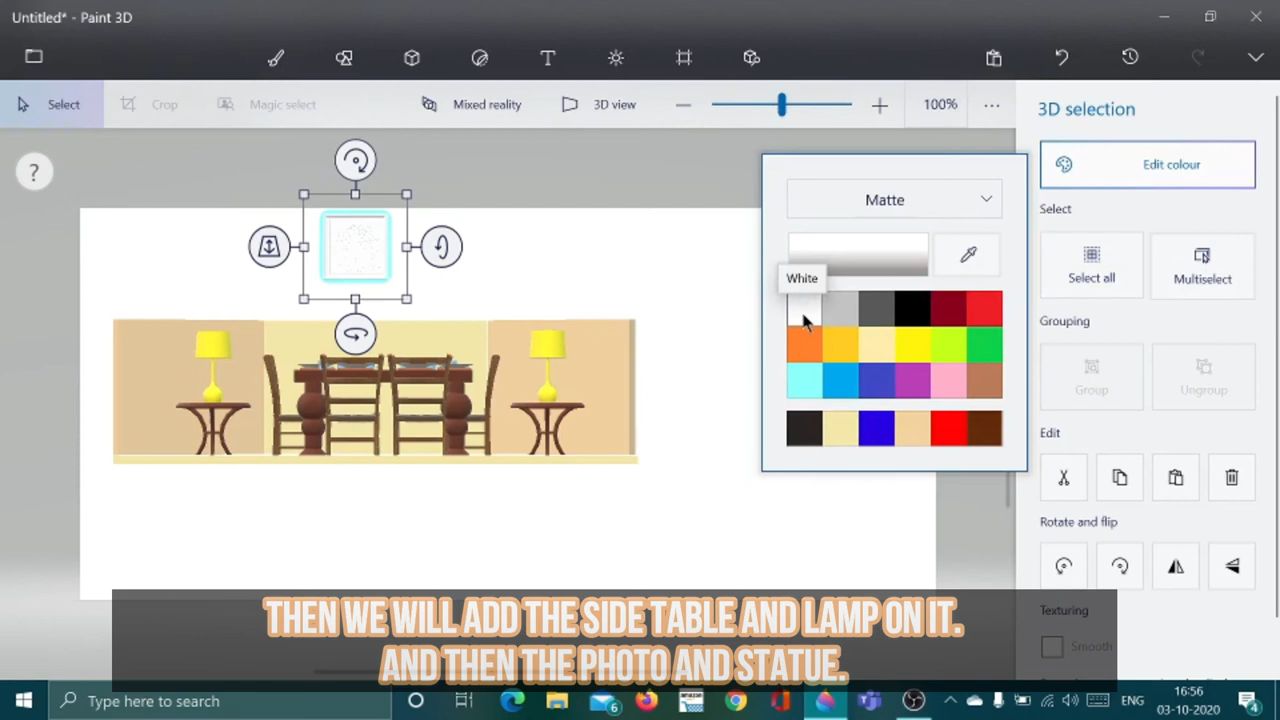 Untitled* - Paint 3D
Select
Crop
Magic select
Mixed reality
3D view
100%
3D selection
?
Edit colour
Matte
Select
White
Select all
Multiselect
Grouping
Group
Ungroup
Edit
Rotate and flip
Texturing
Smooth
THEN WE WILL ADD THE SIDE TABLE AND LAMP ON IT.
AND THEN THE PHOTO AND STATUE.
Type here to search
6
ENG
16:56
03-10-2020
4